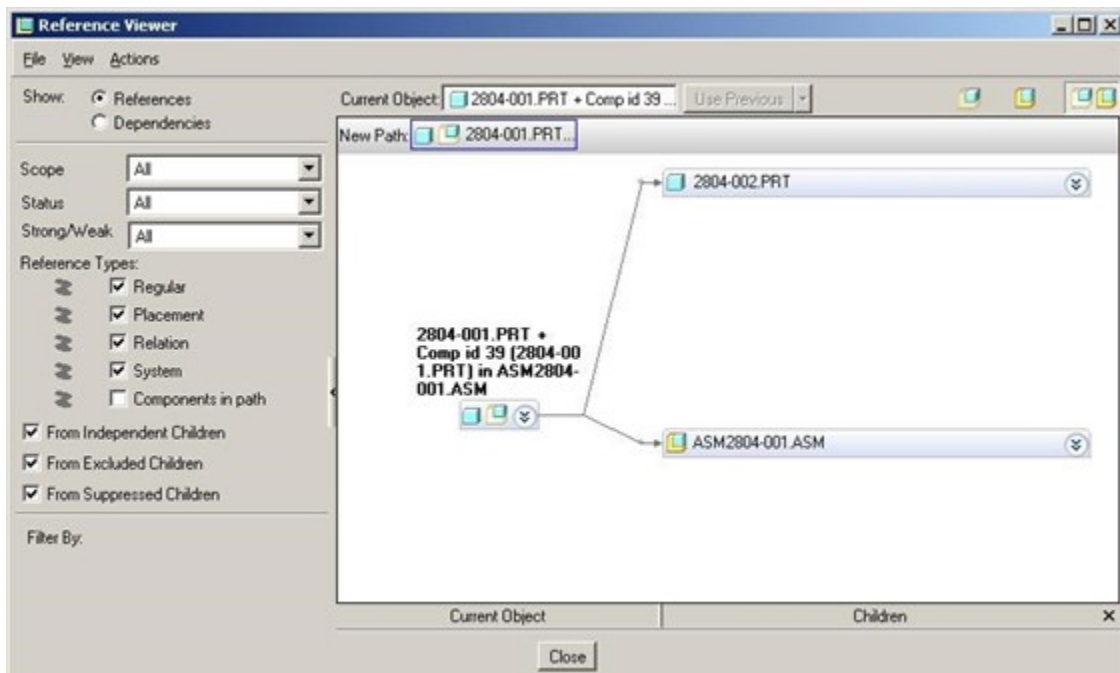 Reference Viewer
File View Actions
Show: References
Dependencies
Current Object: 2804-001.PRT + Comp id 39 ... Use Previous
New Path: 2804-001.PRT...
Scope All
Status All
Strong/Weak All
Reference Types:
Regular
Placement
Relation
System
Components in path
From Independent Children
From Excluded Children
From Suppressed Children
Filter By:
2804-002.PRT
2804-001.PRT +
Comp id 39 (2804-00
1.PRT) in ASM2804-
001.ASM
ASM2804-001.ASM
Current Object Children
Close